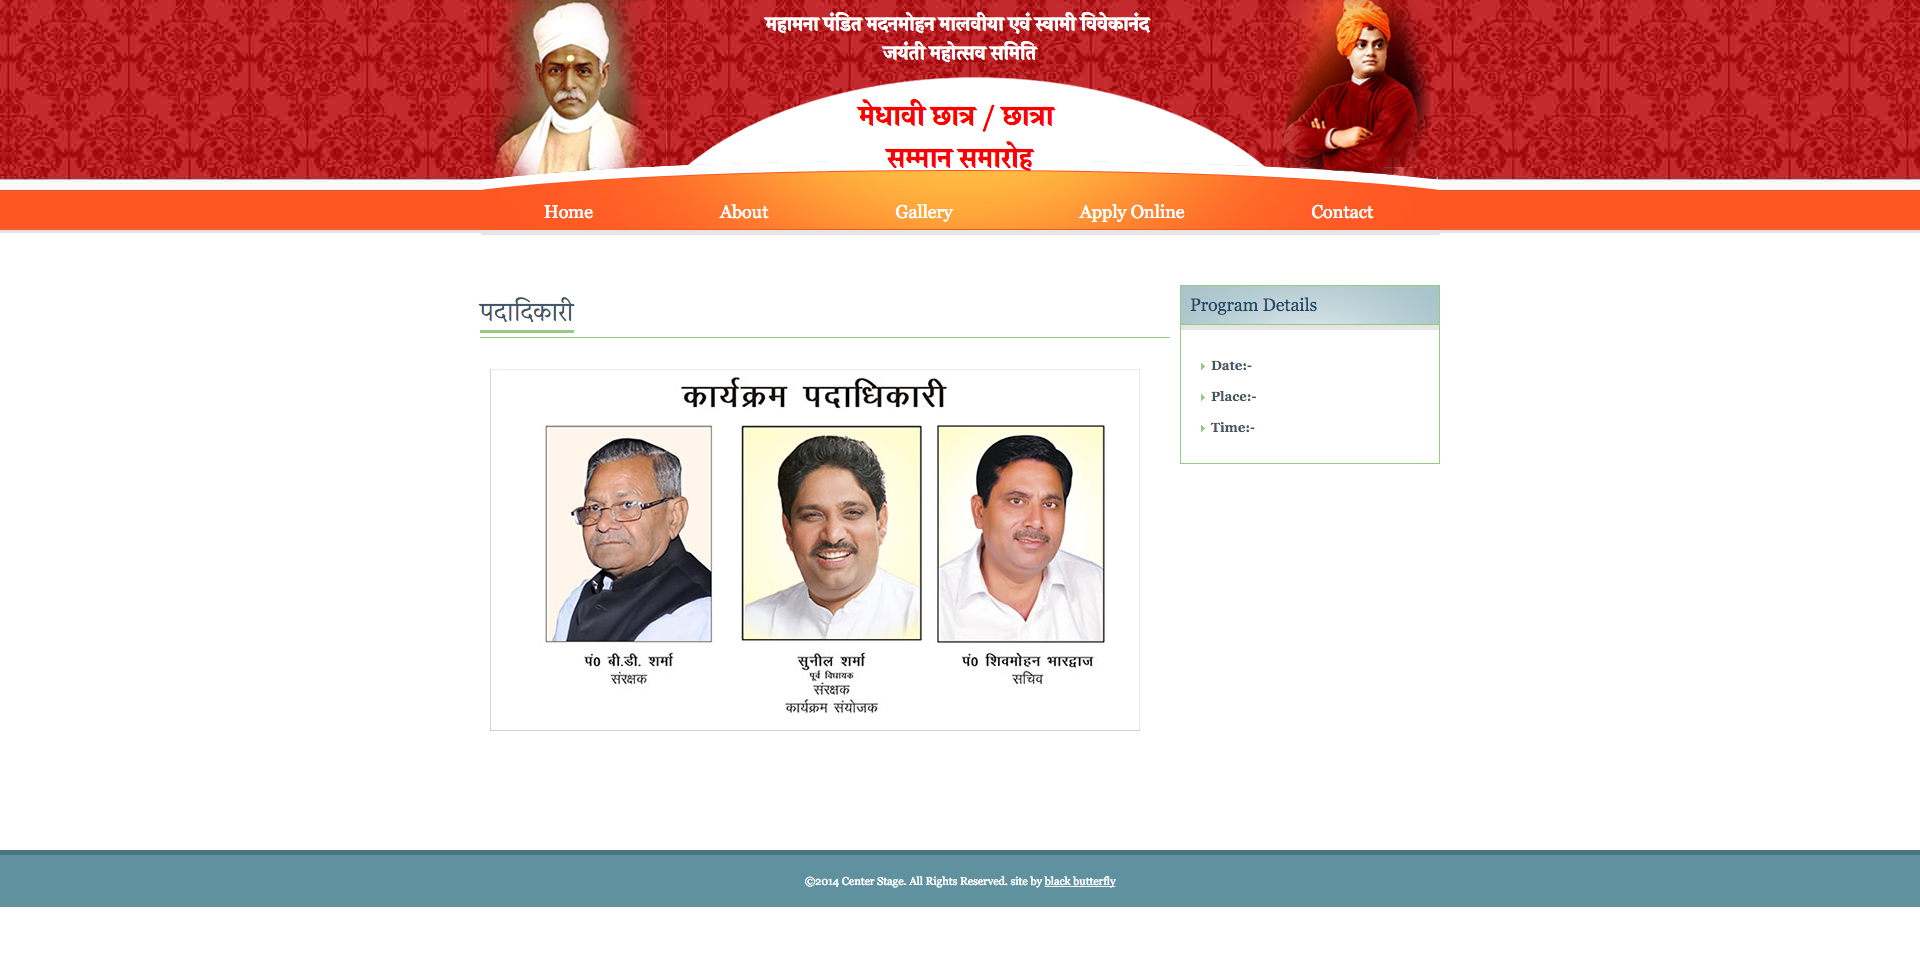 महामना पंडित मदनमोहन मालवीया एवं स्वामी विवेकानंद
जयंती महोत्सव समिति
मेधावी छात्र / छात्रा
सम्मान समारोह
Home
About
Gallery
Apply Online
Contact
पदादिकारी
कार्यक्रम पदाधिकारी
पं0 बी.डी. शर्मा
संरक्षक
सुनील शर्मा
पूर्व विधायक
संरक्षक
कार्यक्रम संयोजक
पं0 शिवमोहन भारद्वाज
सचिव
Program Details
Date:-
Place:-
Time:-
©2014 Center Stage. All Rights Reserved. site by black butterfly